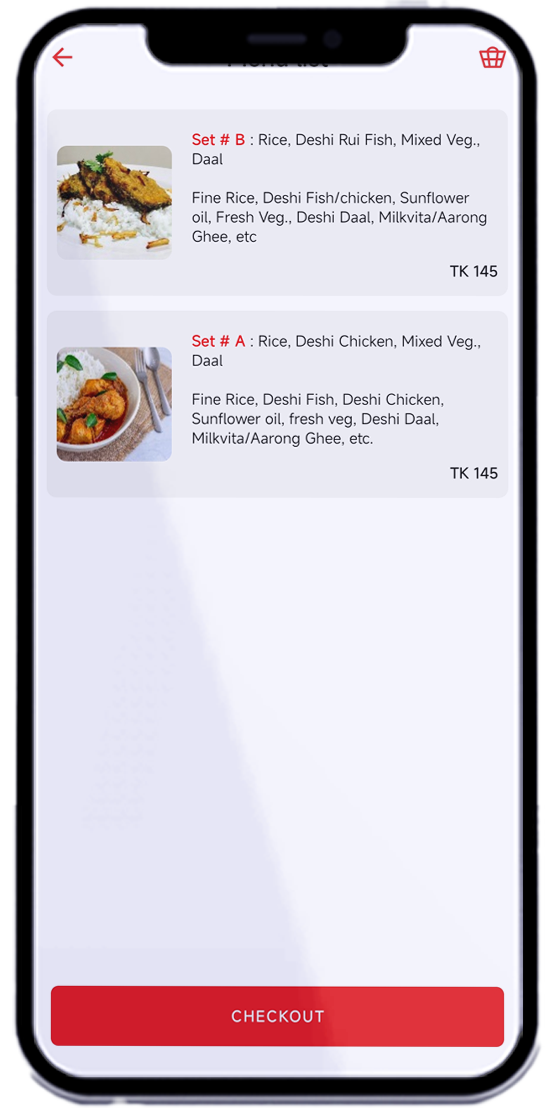 Set # B : Rice, Deshi Rui Fish, Mixed Veg.,
Daal
Fine Rice, Deshi Fish/chicken, Sunflower
oil, Fresh Veg., Deshi Daal, Milkvita/Aarong
Ghee, etc
TK 145
Set # A : Rice, Deshi Chicken, Mixed Veg.,
Daal
Fine Rice, Deshi Fish, Deshi Chicken,
Sunflower oil, fresh veg, Deshi Daal,
Milkvita/Aarong Ghee, etc.
TK 145
CHECKOUT